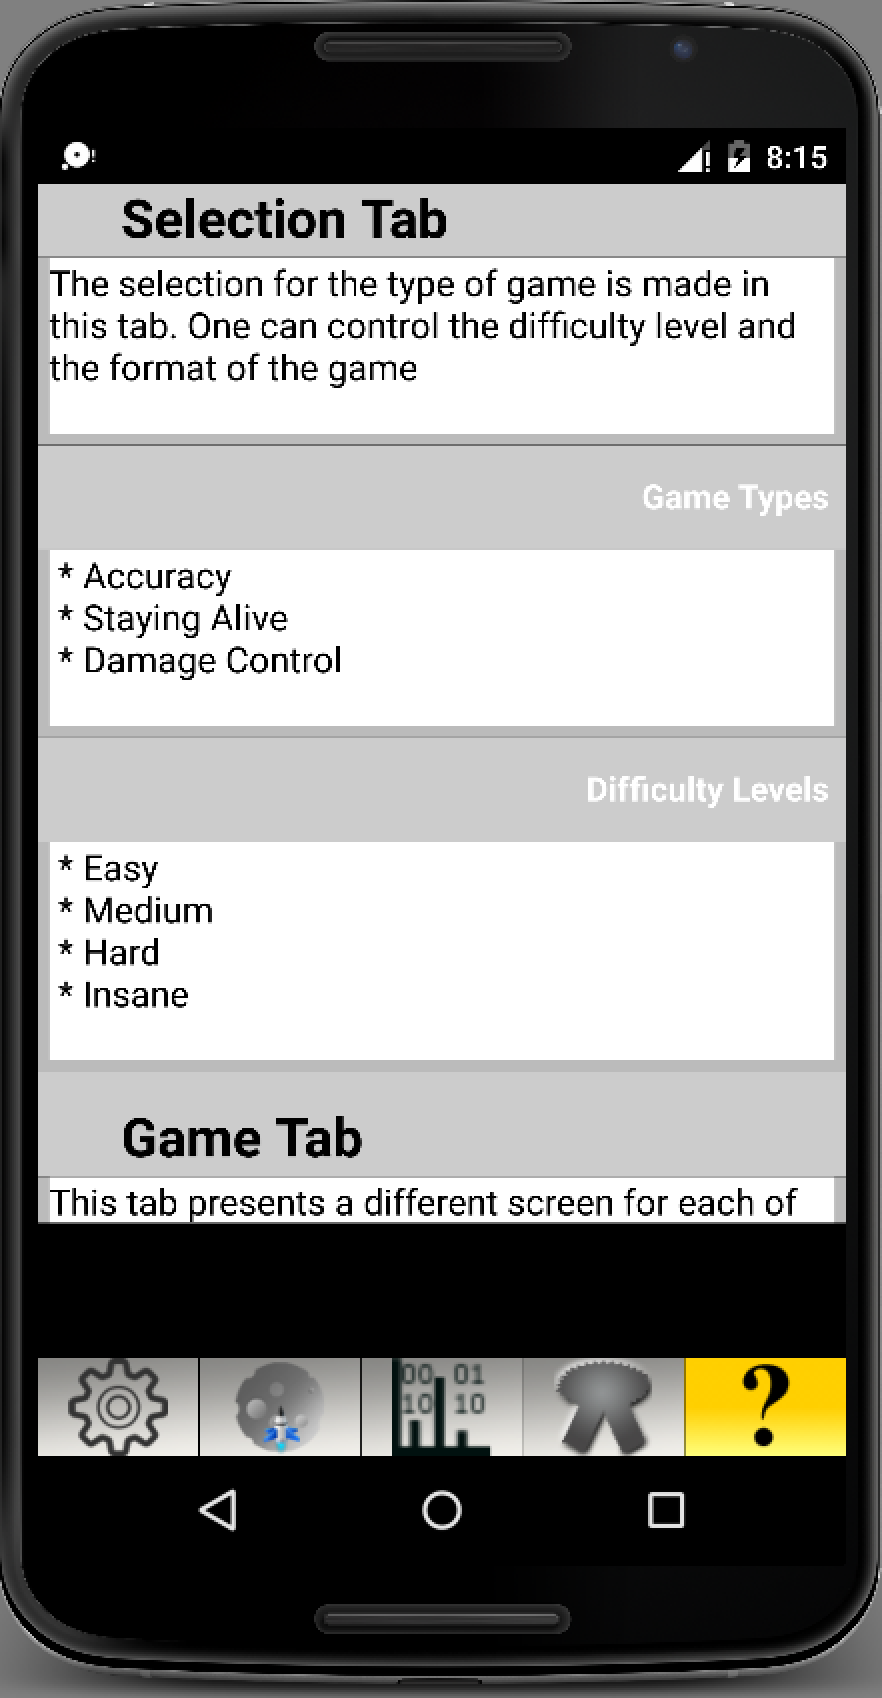 8:15
Selection Tab
The selection for the type of game is made in
this tab. One can control the difficulty level and
the format of the game
Game Types
* Accuracy
* Staying Alive
* Damage Control
Difficulty Levels
* Easy
* Medium
* Hard
* Insane
Game Tab
This tab presents a different screen for each of
00 01
10 10
?